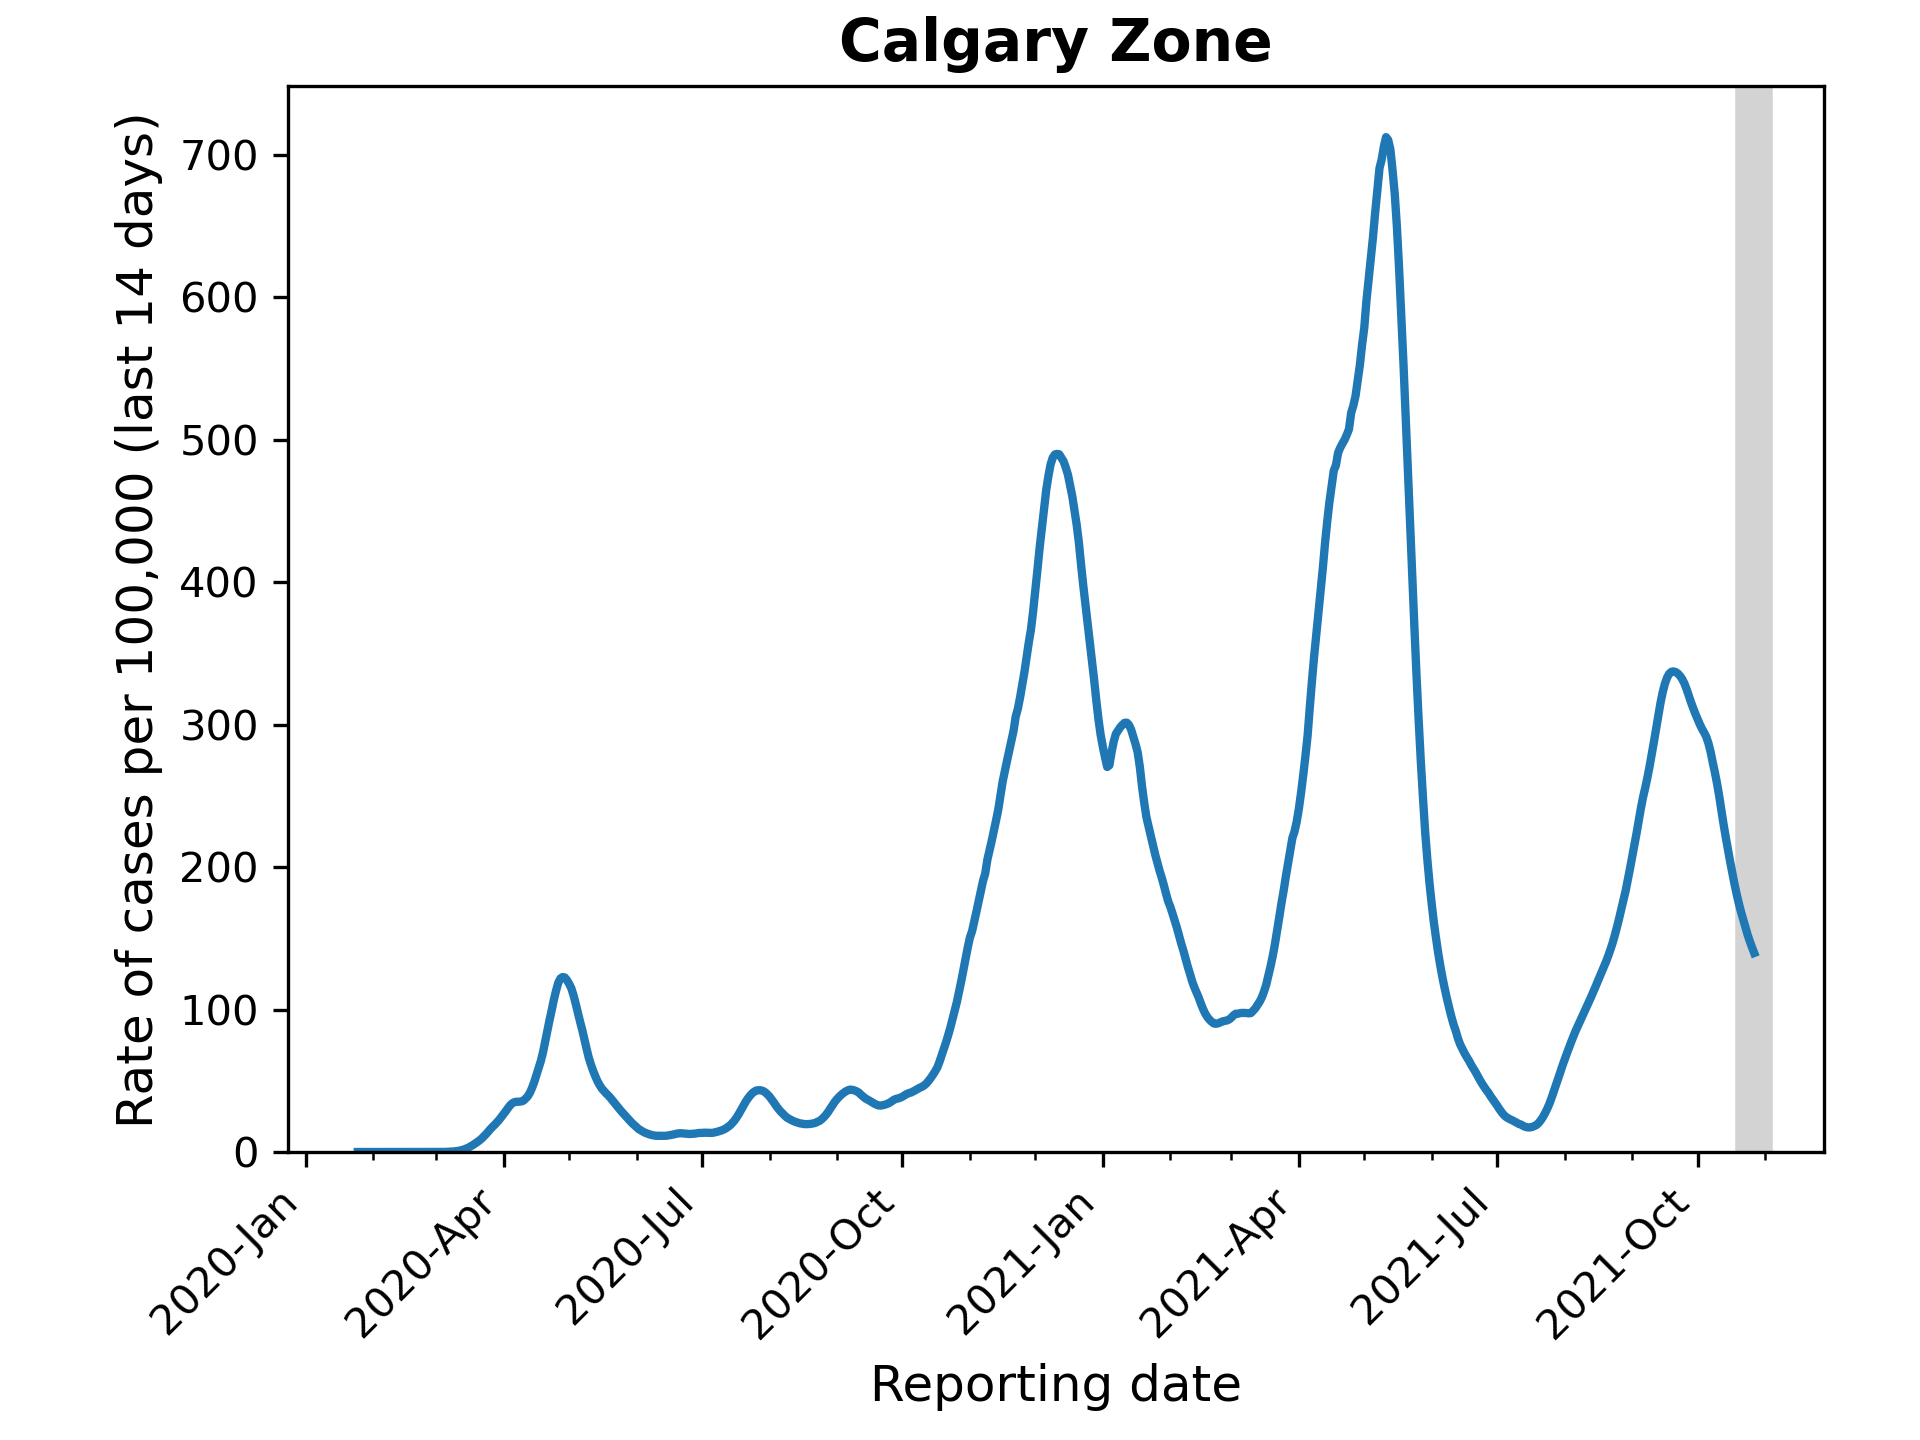 Calgary Zone
Rate of cases per 100,000 (last 14 days)
700
600
500
400
300
200
100
0
2020-Jan
2020-Apr
2020-Jul
2020-Oct
2021-Jan
2021-Apr
2021-Jul
2021-Oct
Reporting date